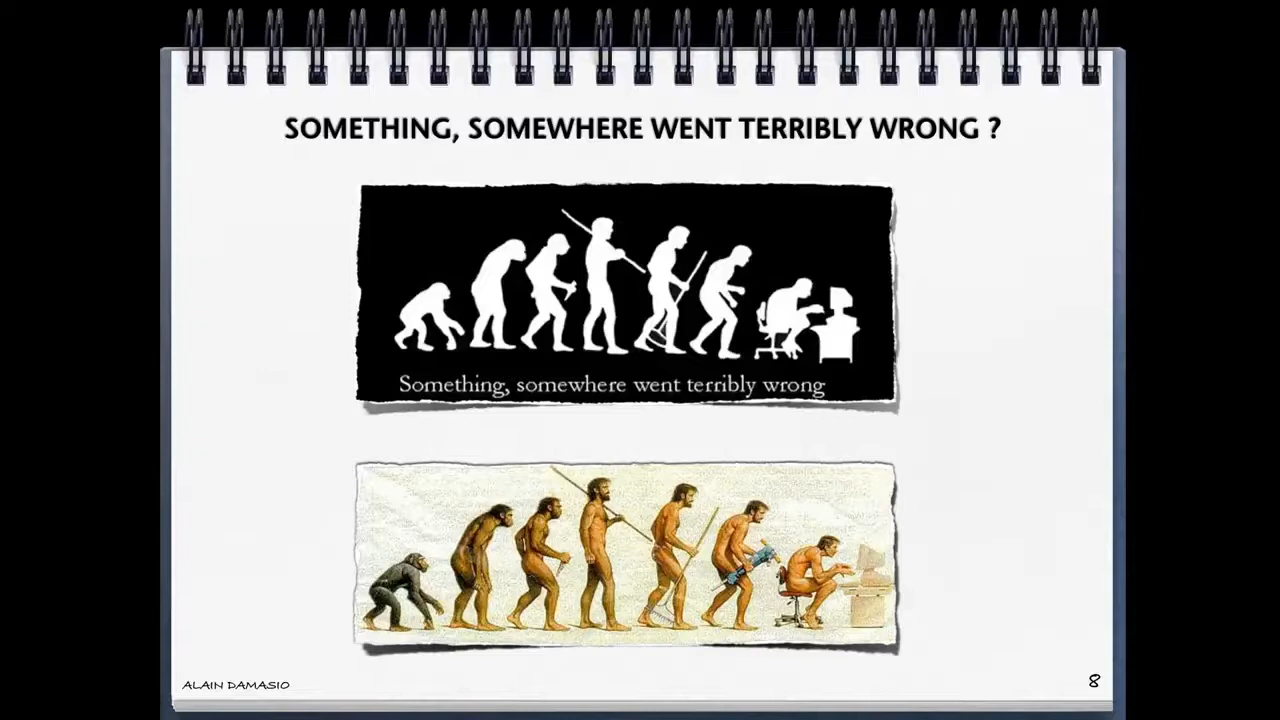 SOMETHING, SOMEWHERE WENT TERRIBLY WRONG ?
Something, somewhere went terribly wrong
ALAIN DAMASIO
8